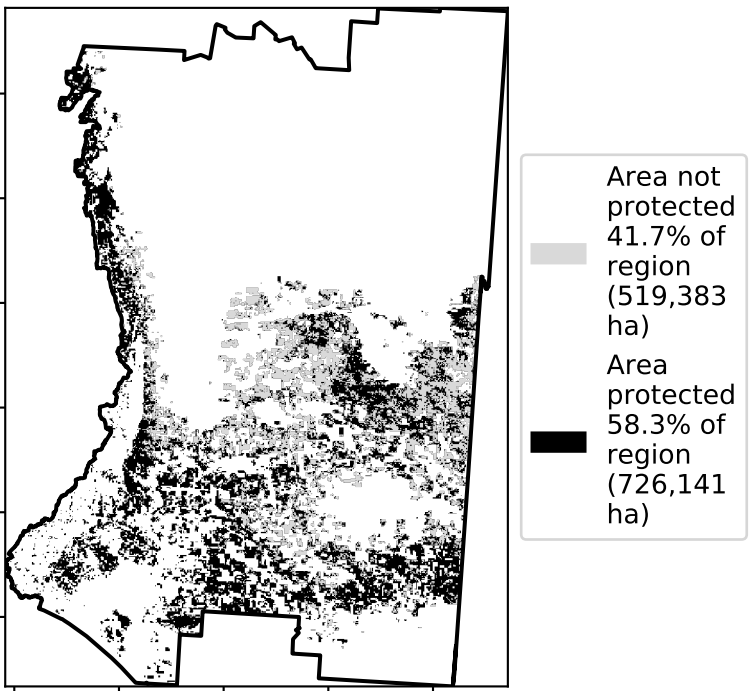 Area not
protected
41.7% of
region
(519,383
ha)
Area
protected
58.3% of
region
(726,141
ha)